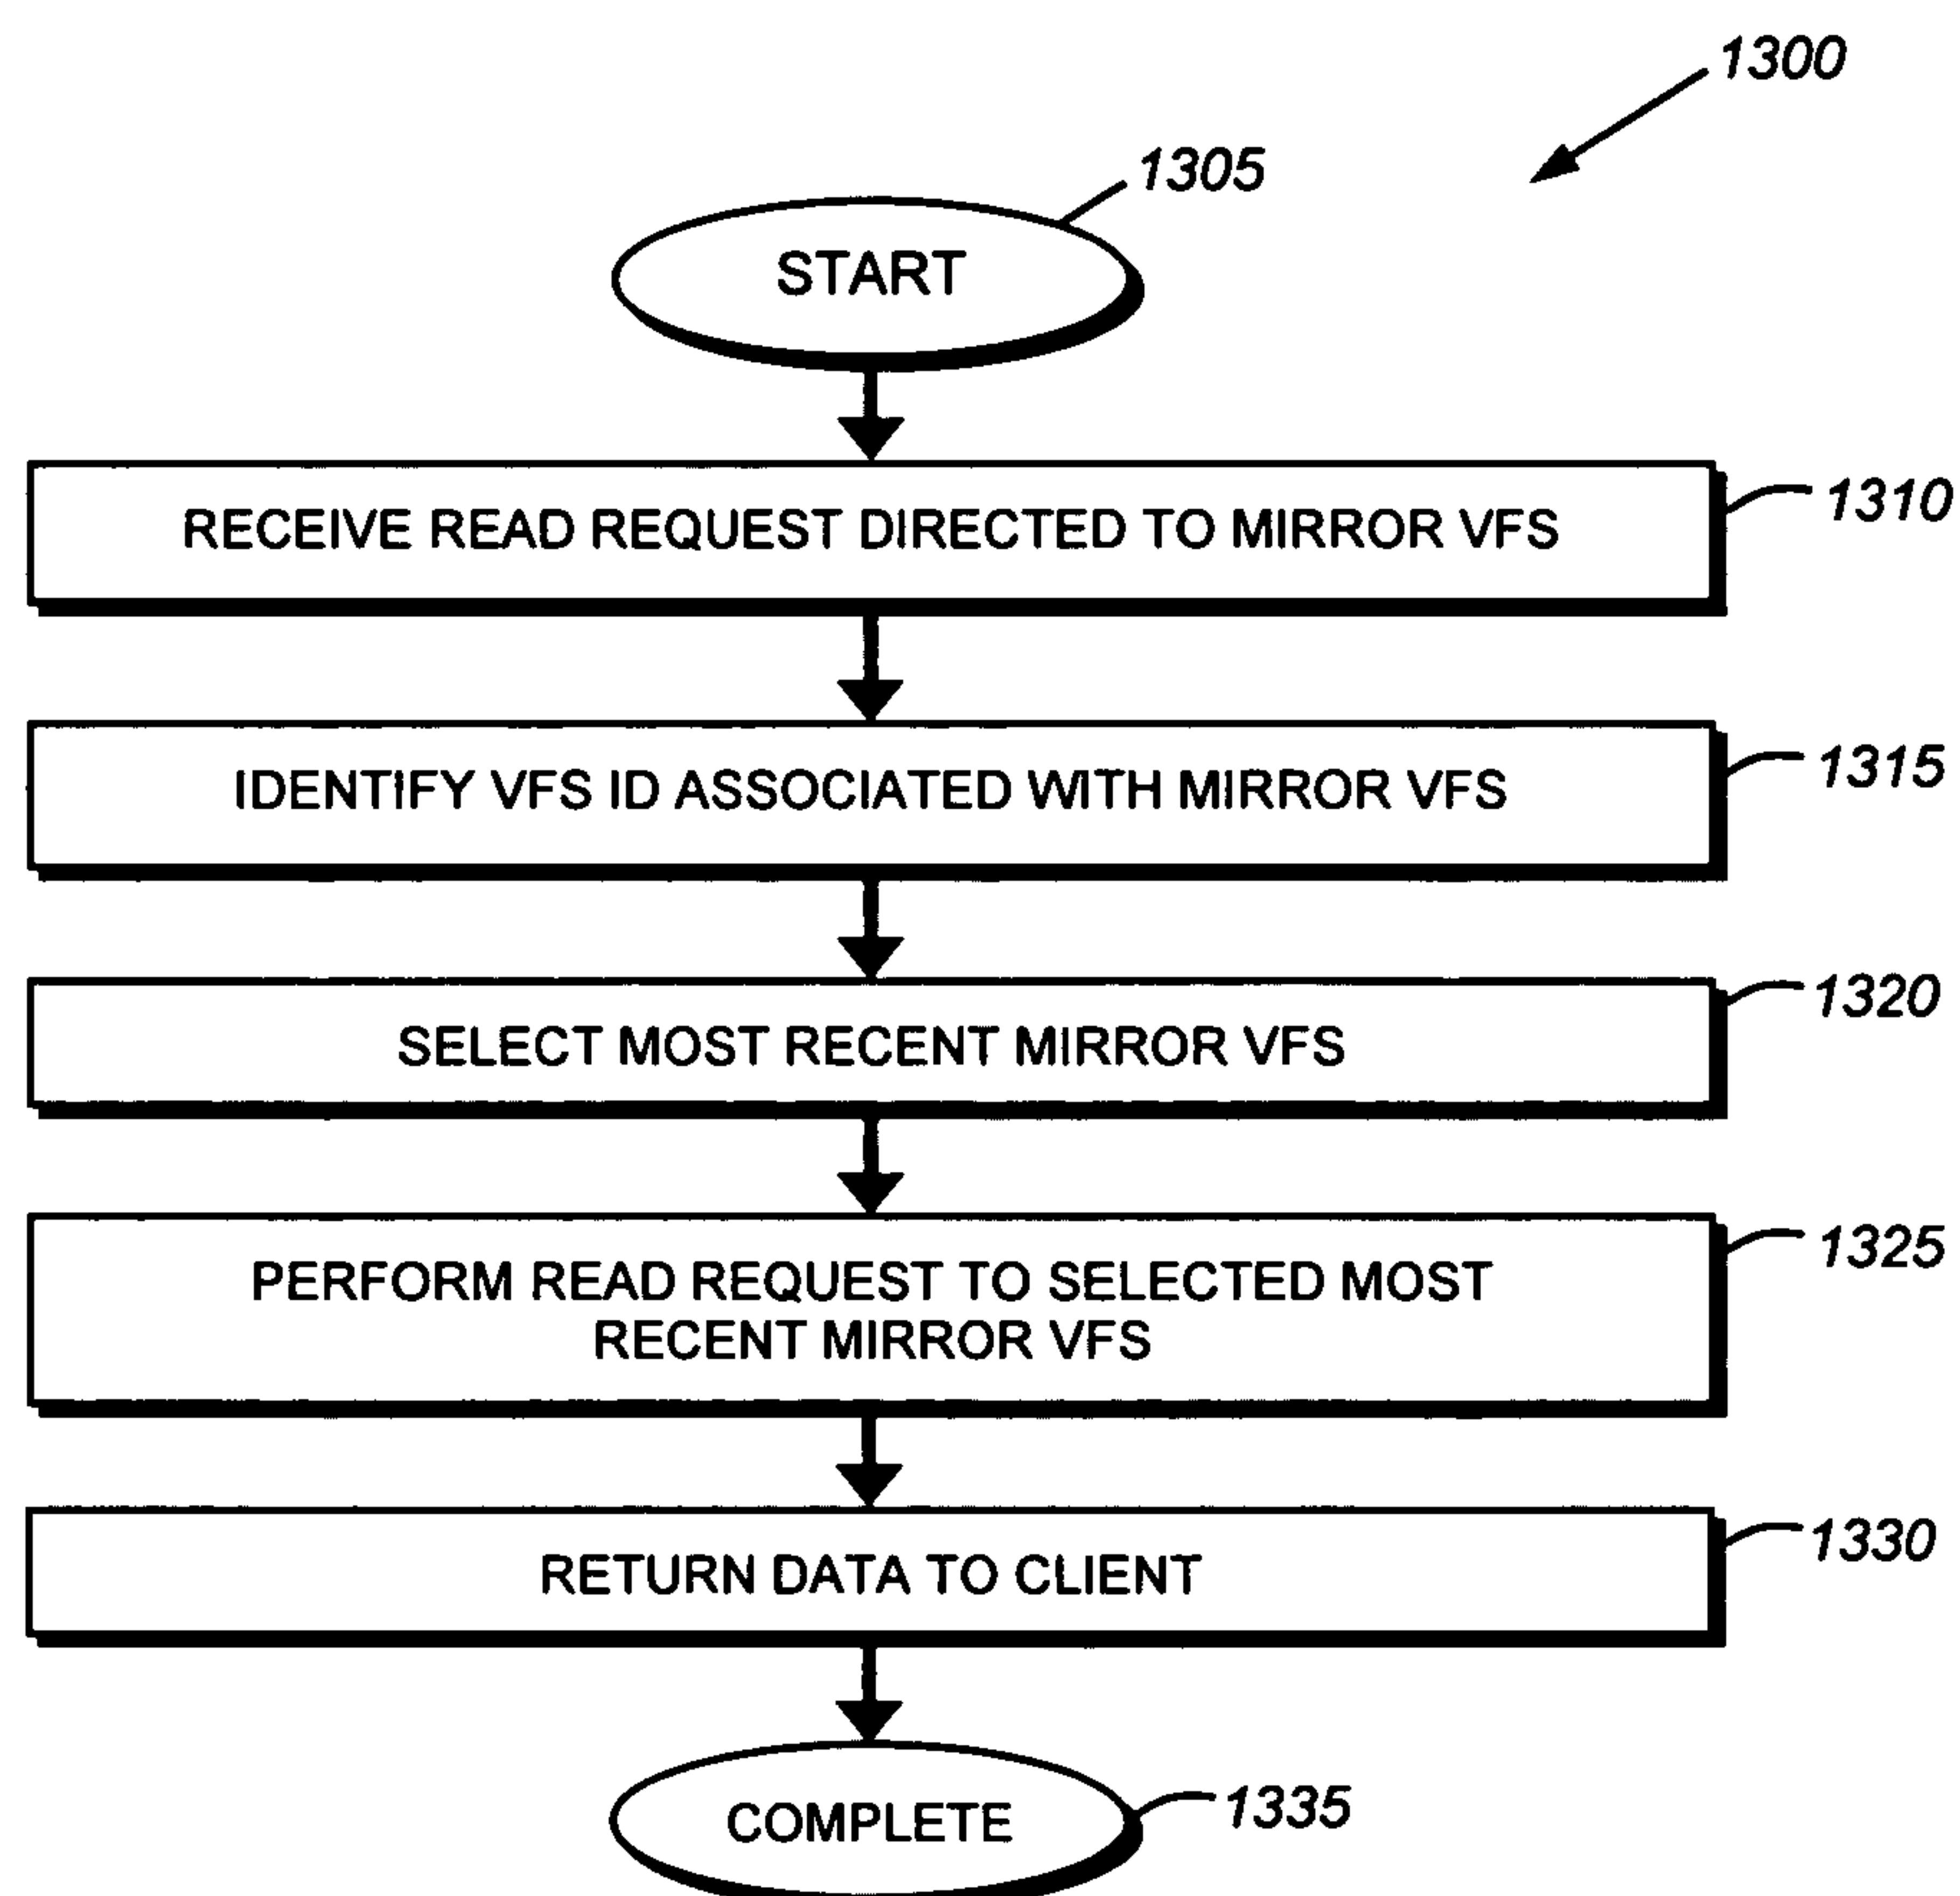 1300
1305
START
RECEIVE READ REQUEST DIRECTED TO MIRROR VFS
1310
IDENTIFY VFS ID ASSOCIATED WITH MIRROR VFS
1315
SELECT MOST RECENT MIRROR VFS
1320
PERFORM READ REQUEST TO SELECTED MOST
RECENT MIRROR VFS
1325
RETURN DATA TO CLIENT
1330
COMPLETE
1335